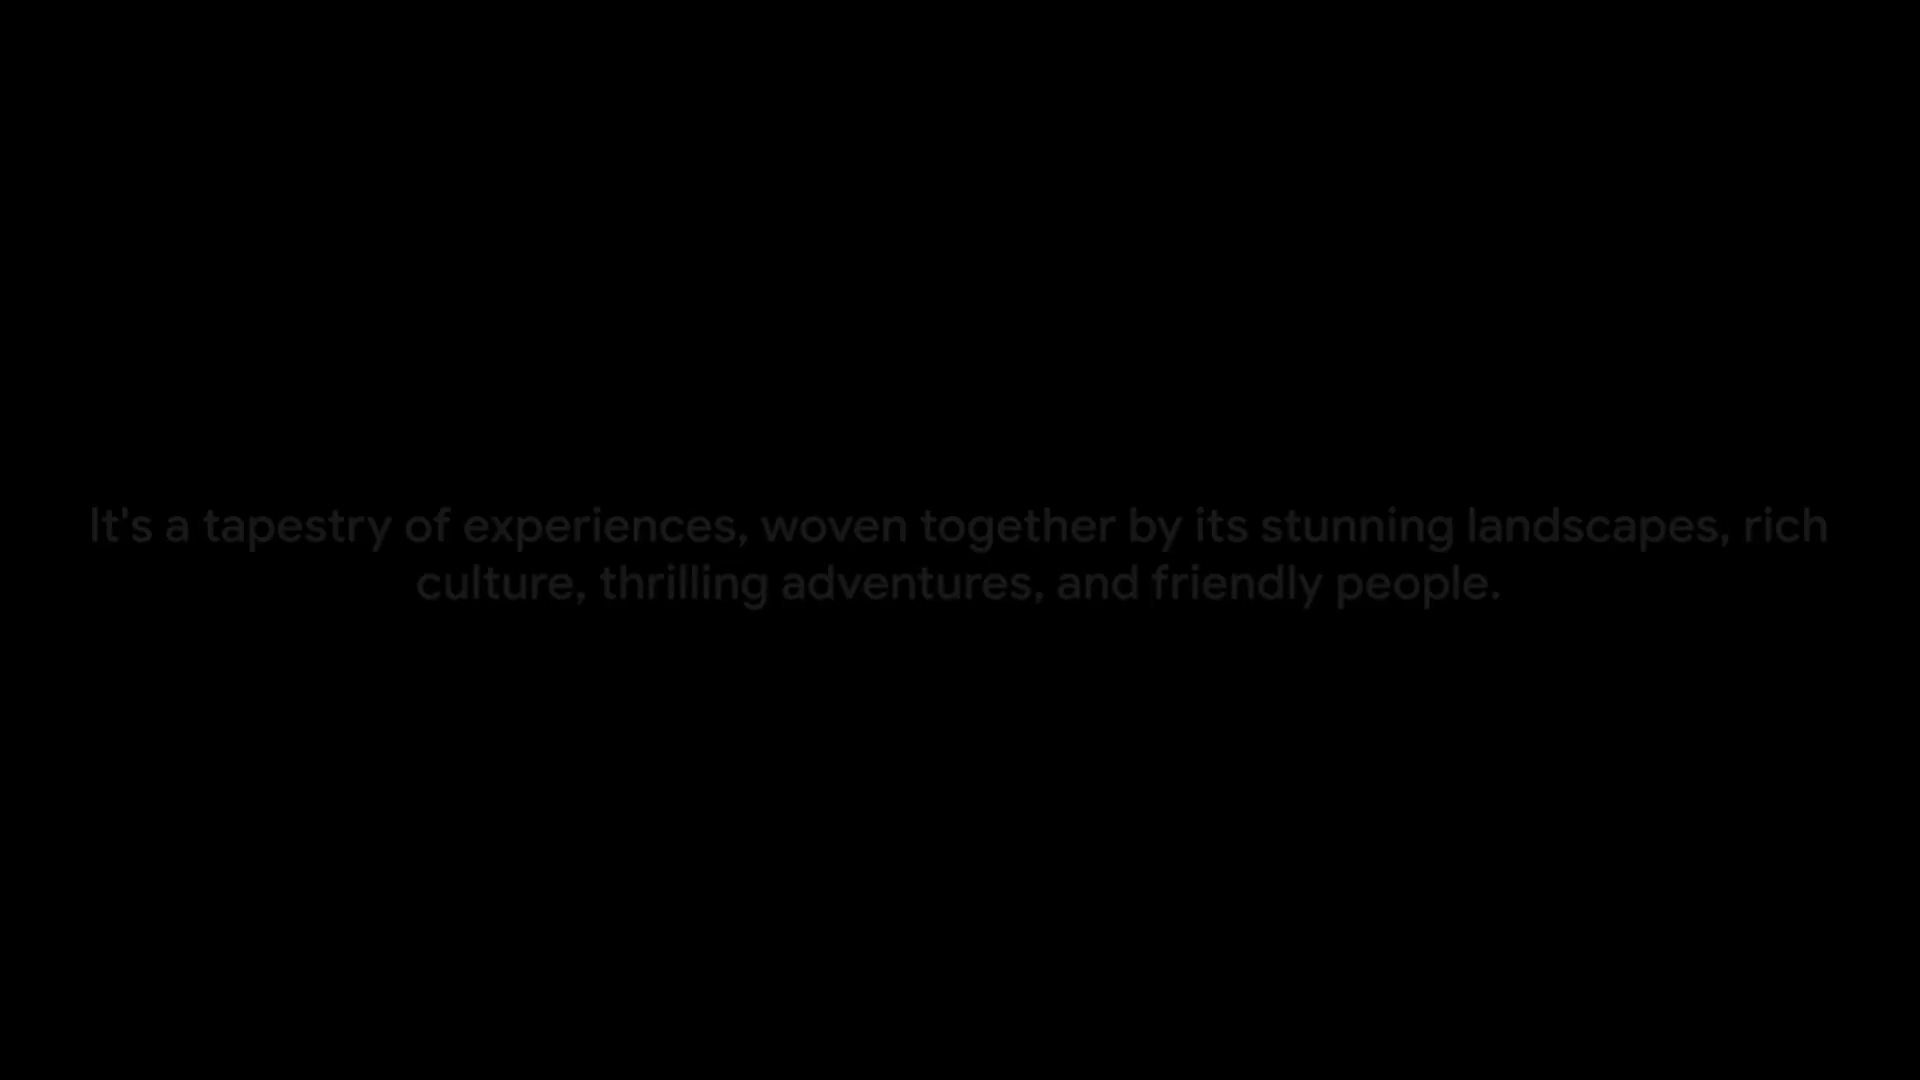 It's a tapestry of experiences, woven together by its stunning landscapes, rich
culture, thrilling adventures, and friendly people.